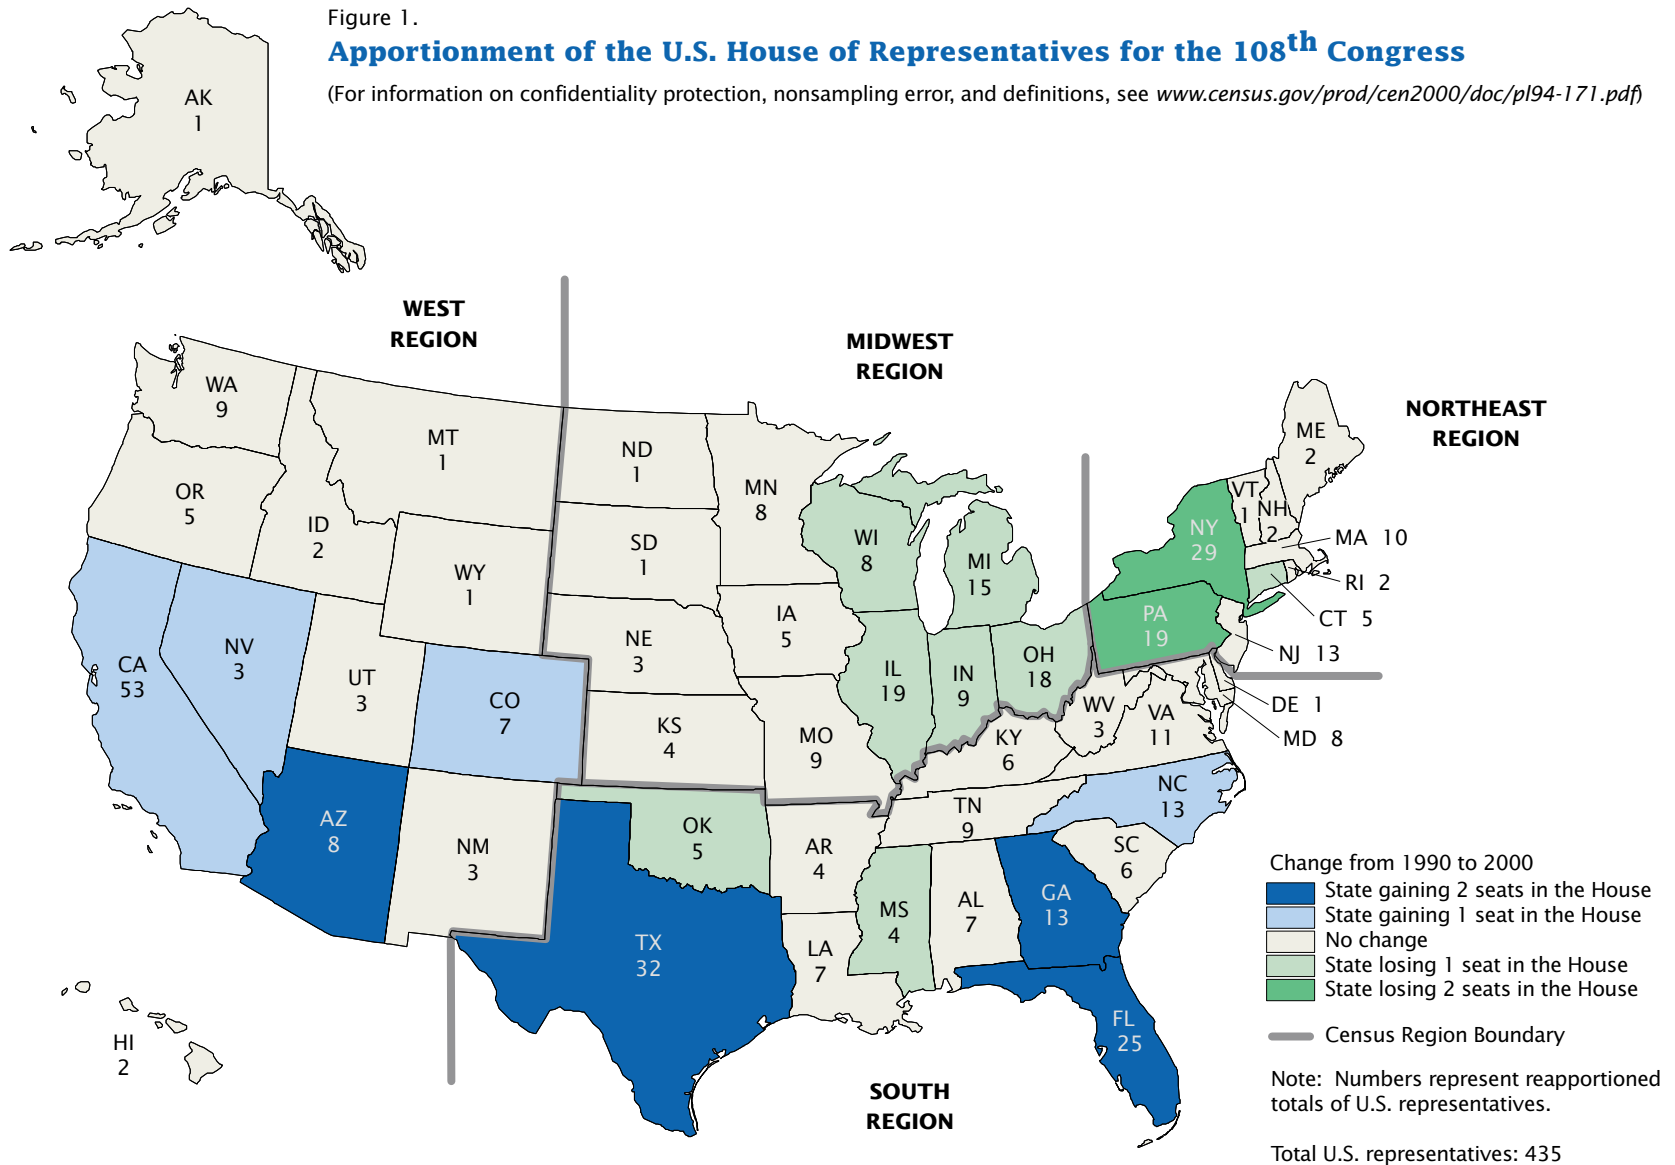 Figure 1.
Apportionment of the U.S. House of Representatives for the 108th Congress
(For information on confidentiality protection, nonsampling error, and definitions, see www.census.gov/prod/cen2000/doc/pl94-171.pdf)
AK
1
WEST
REGION
MIDWEST
REGION
NORTHEAST
REGION
WA
9
MT
1
ND
1
MN
8
ME
2
OR
5
ID
2
SD
1
WI
8
MI
15
NY
29
VT
1
NH
2
MA 10
WY
1
RI 2
CT 5
NV
3
CA
53
UT
3
CO
7
NE
3
IA
5
IL
19
IN
9
OH
18
PA
19
NJ 13
DE 1
MD 8
KS
4
MO
9
KY
6
WV
3
VA
11
AZ
8
NM
3
OK
5
AR
4
TN
9
NC
13
SC
6
TX
32
LA
7
MS
4
AL
7
GA
13
FL
25
HI
2
SOUTH
REGION
Change from 1990 to 2000
State gaining 2 seats in the House
State gaining 1 seat in the House
No change
State losing 1 seat in the House
State losing 2 seats in the House
Census Region Boundary
Note: Numbers represent reapportioned
totals of U.S. representatives.
Total U.S. representatives: 435